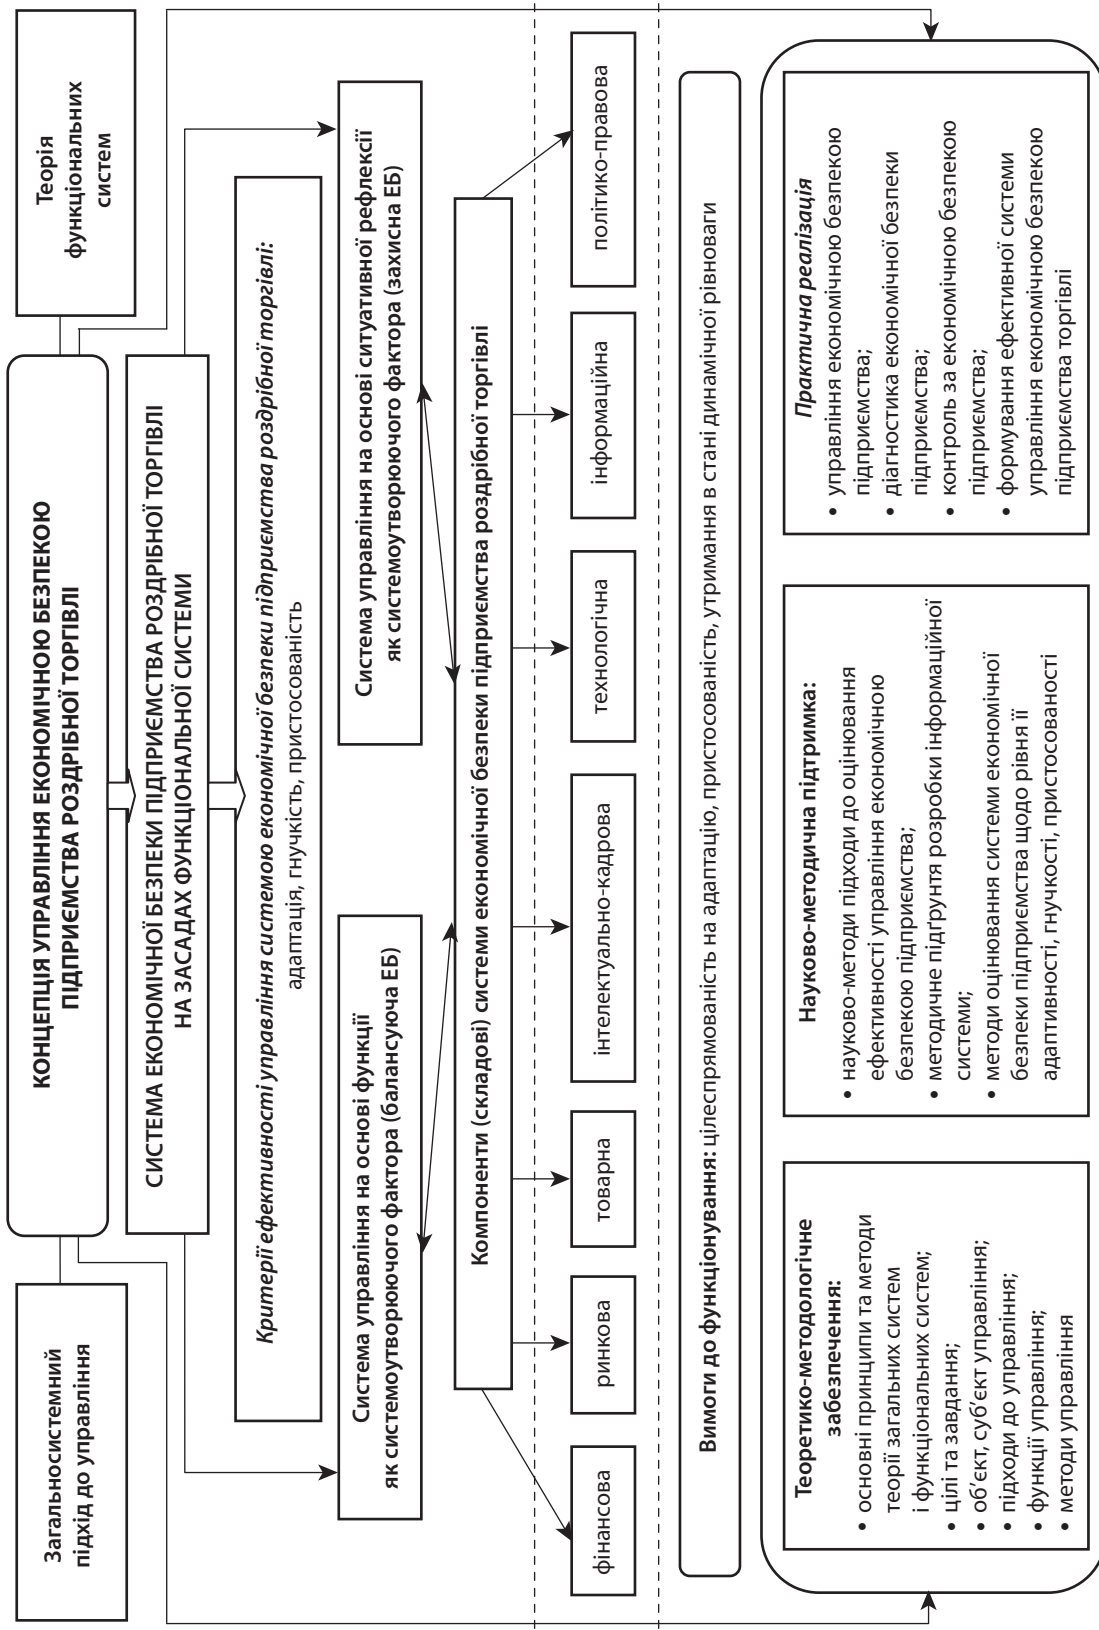 Загальносистемний
підхід до управління
КОНЦЕПЦІЯ УПРАВЛІННЯ ЕКОНОМІЧНОЮ БЕЗПЕКОЮ
ПІДПРИЄМСТВА РОЗДРІБНОЇ ТОРГІВЛІ
Теорія
функціональних
систем
СИСТЕМА ЕКОНОМІЧНОЇ БЕЗПЕКИ ПІДПРИЄМСТВА РОЗДРІБНОЇ ТОРГІВЛІ
НА ЗАСАДАХ ФУНКЦІОНАЛЬНОЇ СИСТЕМИ
Критерії ефективності управління системою економічної безпеки підприємства роздрібної торгівлі:
адаптація, гнучкість, пристосованість
Система управління на основі функції
як системоутворюючого фактора (балансуюча ЕБ)
Система управління на основі ситуативної рефлексії
як системоутворюючого фактора (захисна ЕБ)
Компоненти (складові) системи економічної безпеки підприємства роздрібної торгівлі
фінансова
ринкова
товарна
інтелектуально-кадрова
технологічна
інформаційна
політико-правова
Вимоги до функціонування: цілеспрямованість на адаптацію, пристосованість, утримання в стані динамічної рівноваги
Теоретико-методологічне
забезпечення:
• основні принципи та методи
теорії загальних систем
і функціональних систем;
• цілі та завдання;
• об’єкт, суб’єкт управління;
• підходи до управління;
• функції управління;
• методи управління
Науково-методична підтримка:
• науково-методи підходи до оцінювання
ефективності управління економічною
безпекою підприємства;
• методичне підґрунтя розробки інформаційної
системи;
• методи оцінювання системи економічної
безпеки підприємства щодо рівня її
адаптивності, гнучкості, пристосованості
Практична реалізація
• управління економічною безпекою
підприємства;
• діагностика економічної безпеки
підприємства;
• контроль за економічною безпекою
підприємства;
• формування ефективної системи
управління економічною безпекою
підприємства торгівлі